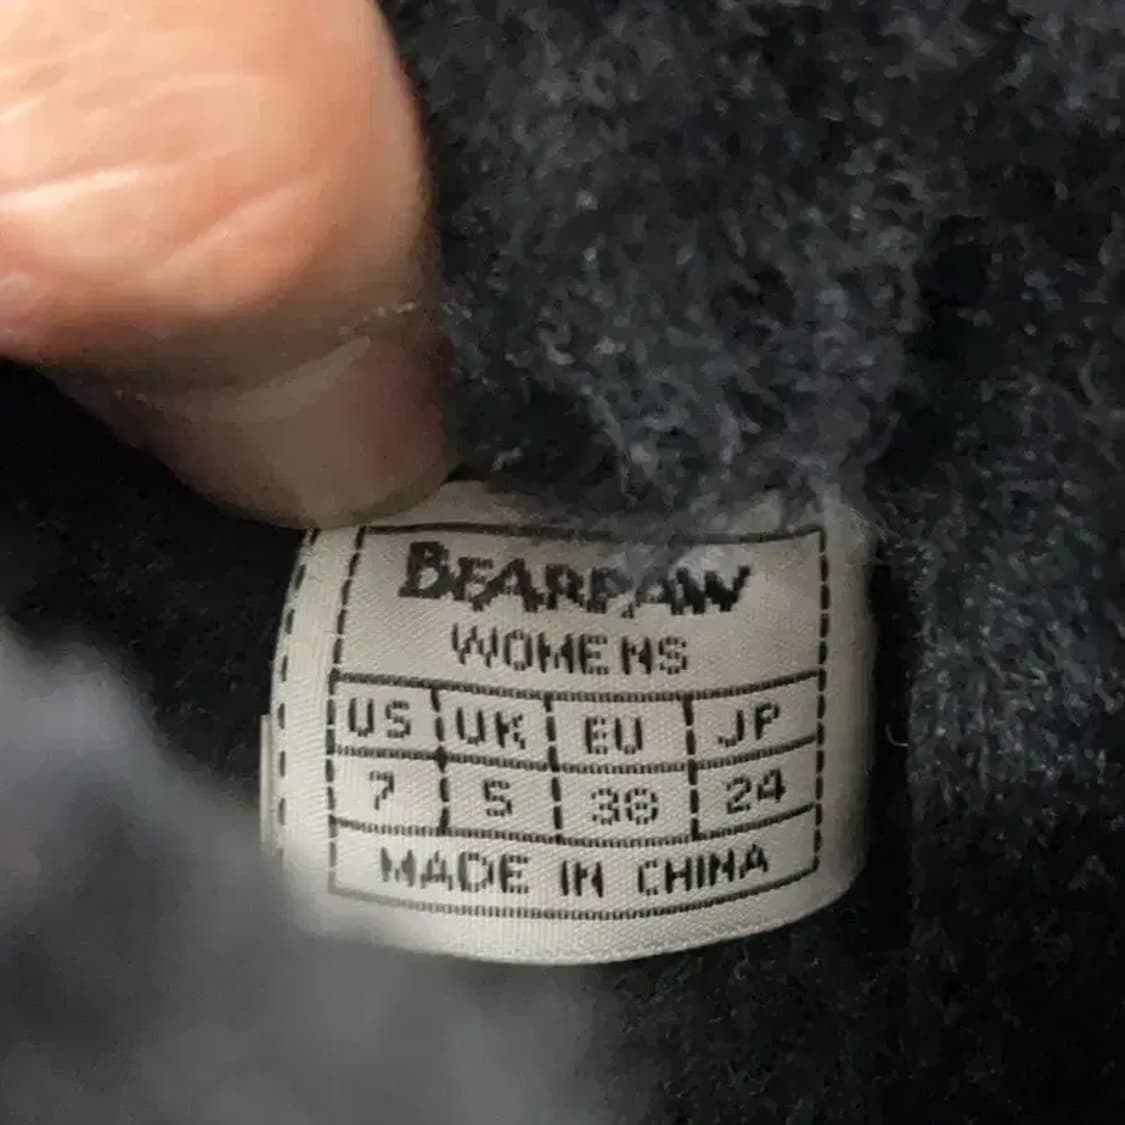 BEARPAW
WOMENS
US UK EU JP
7 5 38 24
MADE IN CHINA